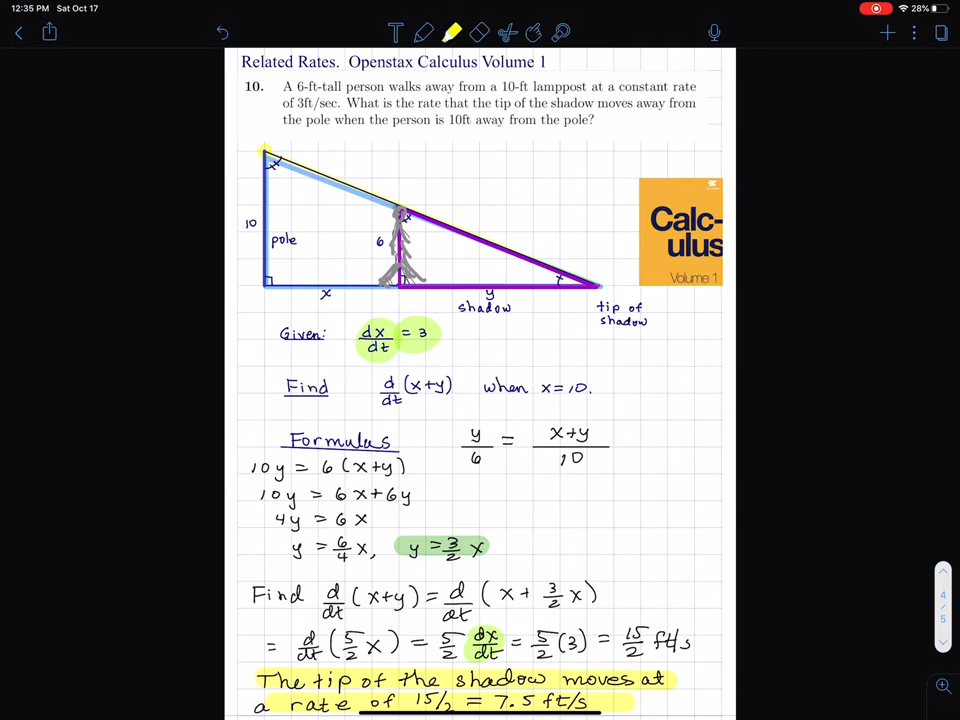 12:35 PM Sat Oct 17
28%
Related Rates. Openstax Calculus Volume 1
10. A 6-ft-tall person walks away from a 10-ft lamppost at a constant rate
of 3ft/sec. What is the rate that the tip of the shadow moves away from
the pole when the person is 10ft away from the pole?
10
pole
6
x
y
shadow
tip of
shadow
Calc-
ulus
Volume 1
Given: dx/dt = 3
Find d/dt (x+y) when x=10.
Formulas y/6 = x+y/10
10y = 6(x+y)
10y = 6x+6y
4y = 6x
y = 6/4 x, y = 3/2 x
Find d/dt (x+y) = d/dt (x + 3/2 x)
= d/dt (5/2 x) = 5/2 dx/dt = 5/2 (3) = 15/2 ft/s
The tip of the shadow moves at
a rate of 15/2 = 7.5 ft/s
4
/
5